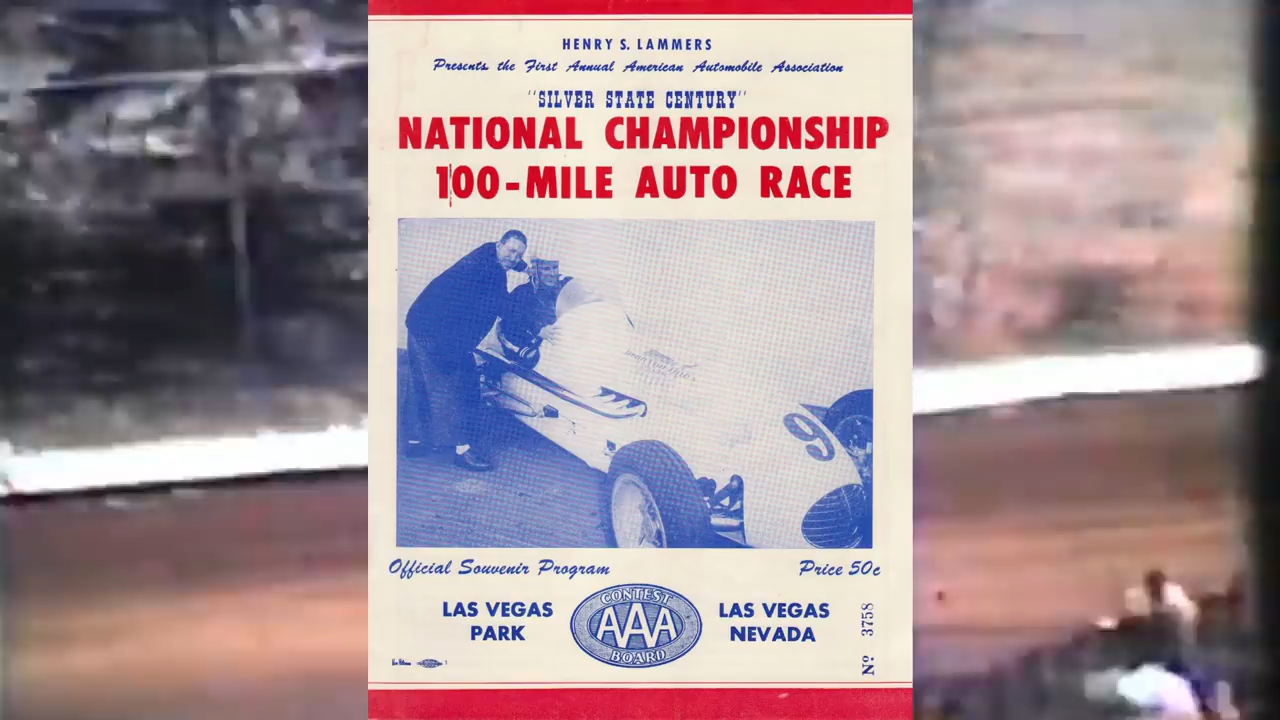 HENRY S. LAMMERS
Presents the First Annual American Automobile Association
"SILVER STATE CENTURY"
NATIONAL CHAMPIONSHIP
100-MILE AUTO RACE
9
Official Souvenir Program
Price 50c
LAS VEGAS
PARK
CONTEST
AAA
BOARD
LAS VEGAS
NEVADA
Nº 3758